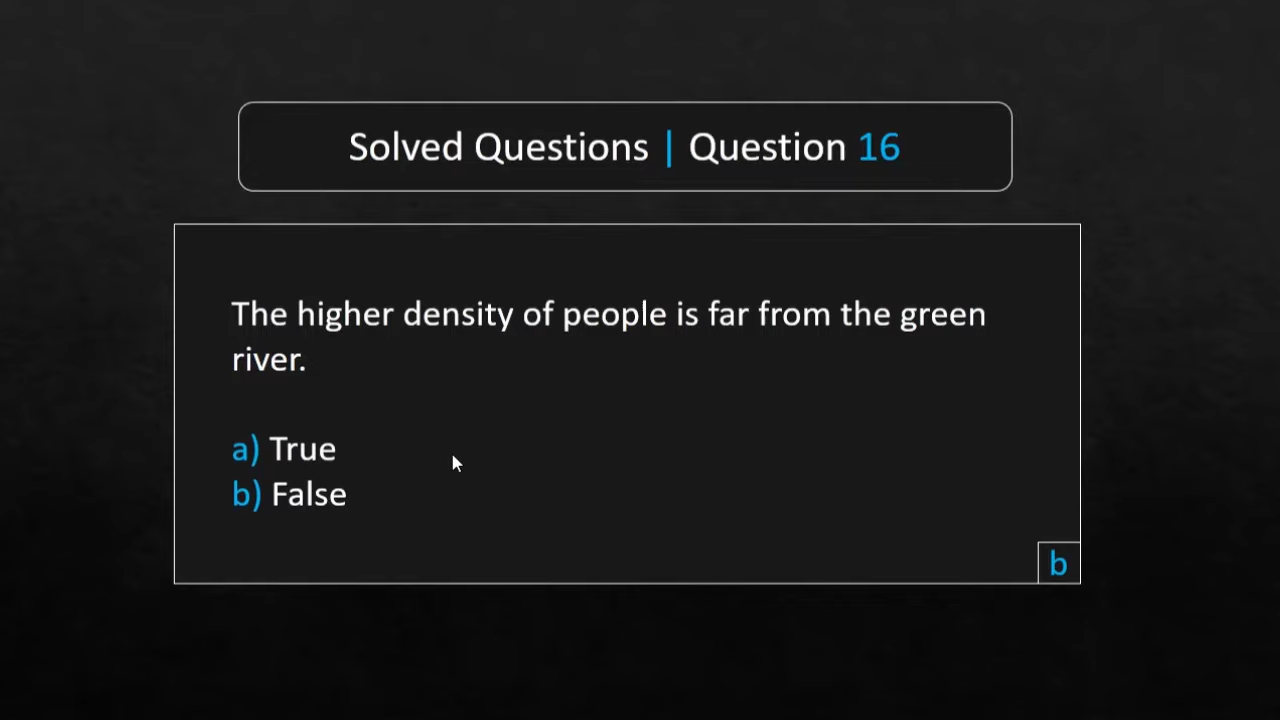 Solved Questions | Question 16
The higher density of people is far from the green
river.
a) True
b) False
b